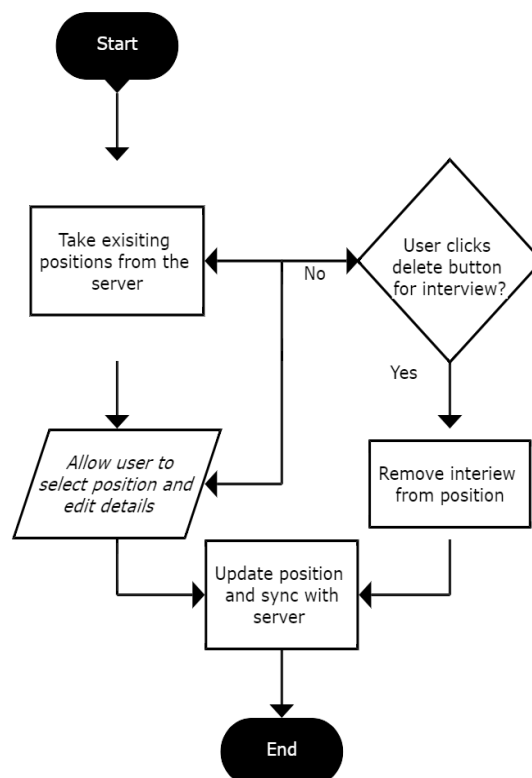 Start
Take exisiting
positions from the
server
User clicks
delete button
for interview?
No
Yes
Allow user to
select position and
edit details
Remove interiew
from position
Update position
and sync with
server
End